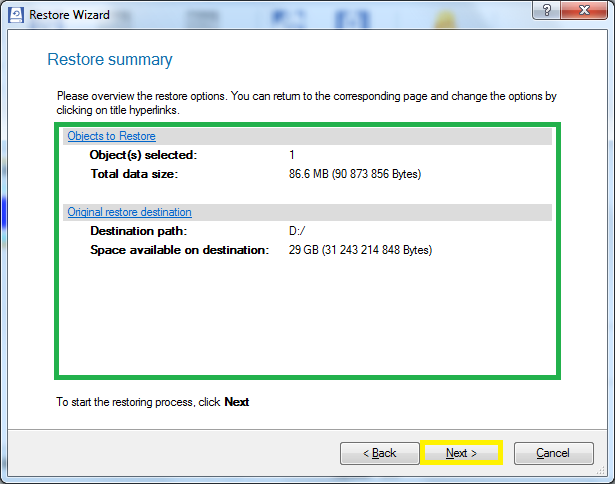 Restore Wizard
?
Restore summary
Please overview the restore options. You can return to the corresponding page and change the options by
clicking on title hyperlinks.
Objects to Restore
Object(s) selected: 1
Total data size: 86.6 MB (90 873 856 Bytes)
Original restore destination
Destination path: D:/
Space available on destination: 29 GB (31 243 214 848 Bytes)
To start the restoring process, click Next
< Back Next > Cancel